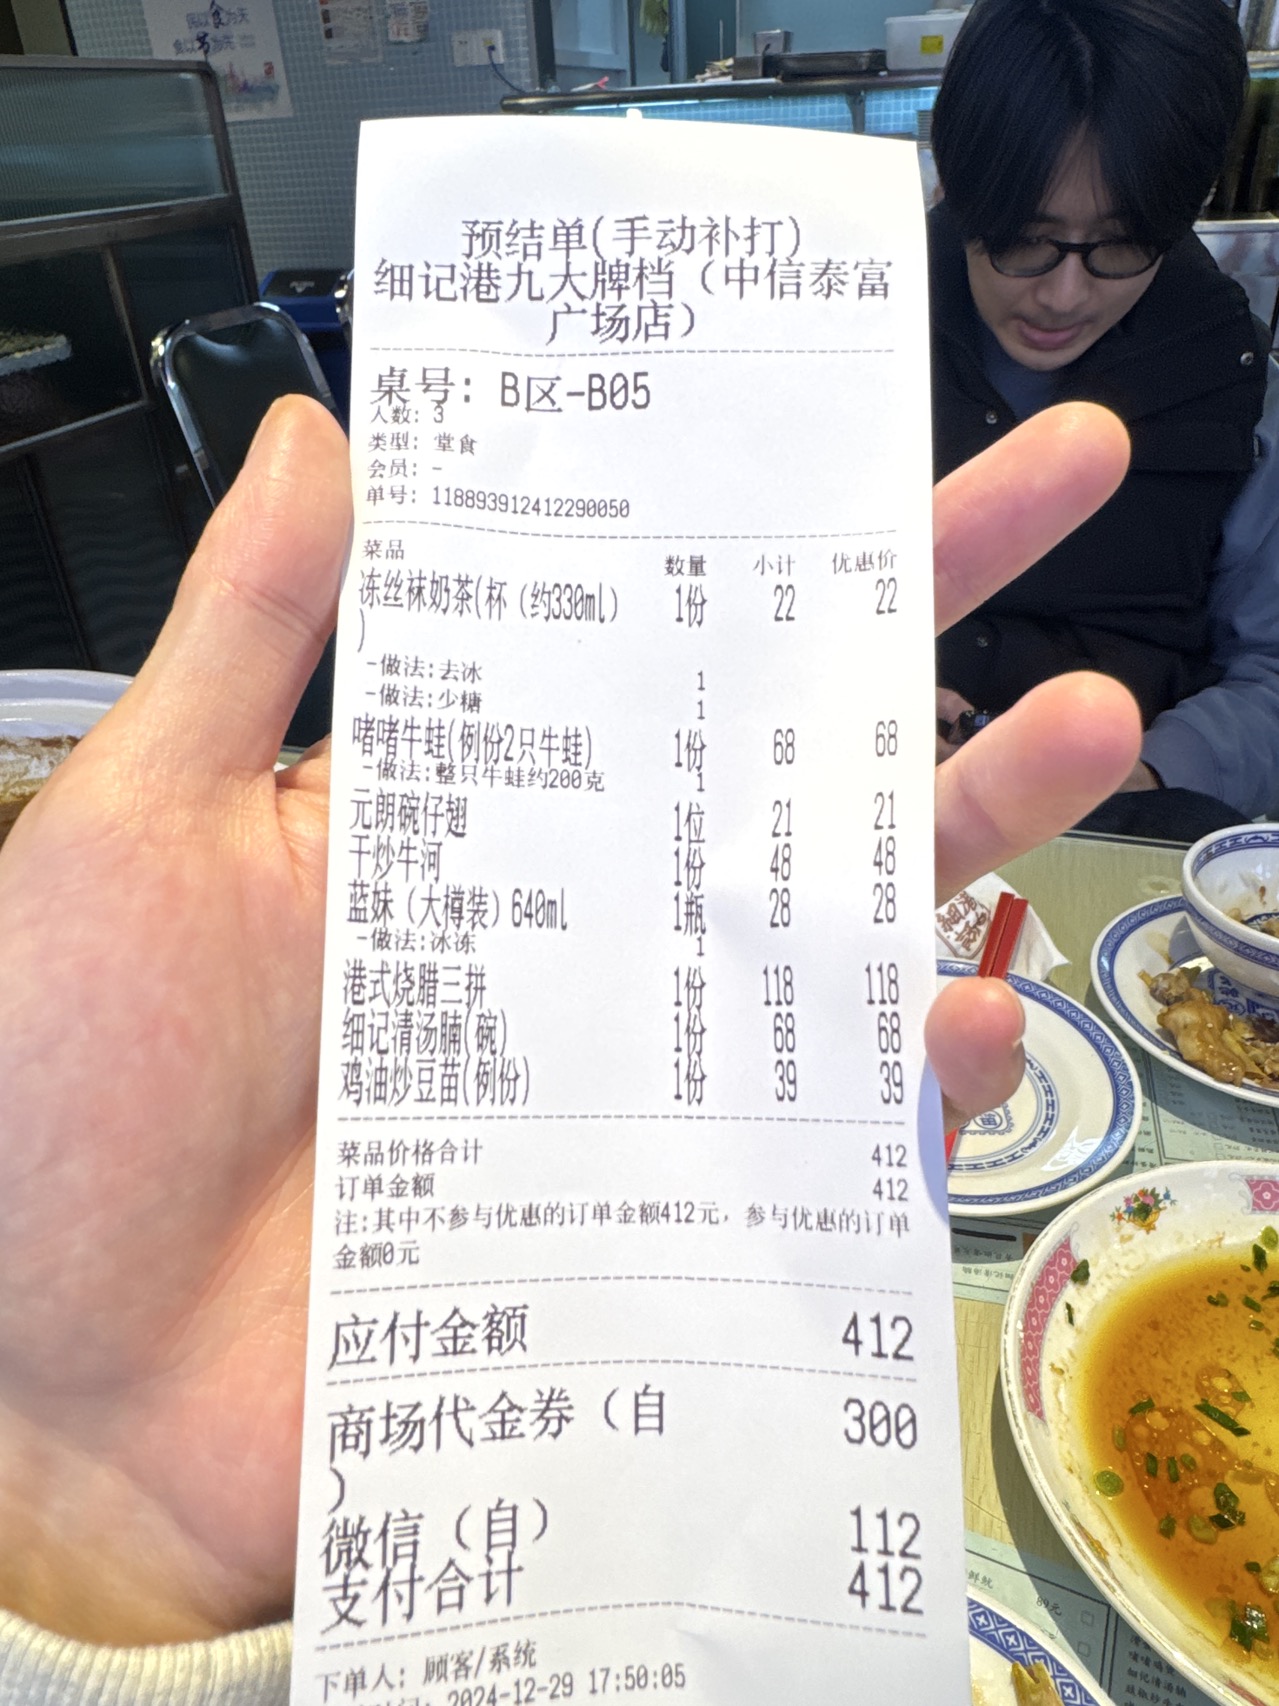 民以食为天
食以节为先
预结单(手动补打)
细记港九大牌档（中信泰富
广场店）
桌号: B区-B05
人数: 3
类型: 堂食
会员: -
单号: 118893912412290050
菜品 数量 小计 优惠价
冻丝袜奶茶(杯（约330ml） 1份 22 22
)
-做法:去冰 1
-做法:少糖 1
啫啫牛蛙(例份2只牛蛙) 1份 68 68
-做法:整只牛蛙约200克 1
元朗碗仔翅 1位 21 21
干炒牛河 1份 48 48
蓝妹（大樽装）640ml 1瓶 28 28
-做法:冰冻 1
港式烧腊三拼 1份 118 118
细记清汤腩(碗) 1份 68 68
鸡油炒豆苗(例份) 1份 39 39
菜品价格合计 412
订单金额 412
注:其中不参与优惠的订单金额412元，参与优惠的订单
金额0元
应付金额 412
商场代金券（自 300
)
微信（自） 112
支付合计 412
下单人: 顾客/系统
时间: 2024-12-29 17:50:05